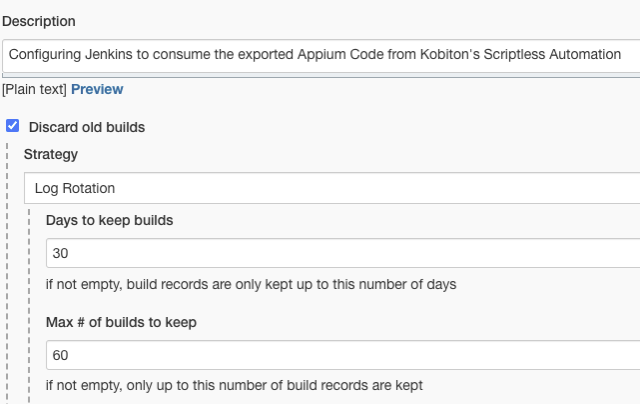 Description
Configuring Jenkins to consume the exported Appium Code from Kobiton's Scriptless Automation
[Plain text] Preview
Discard old builds
Strategy
Log Rotation
Days to keep builds
30
if not empty, build records are only kept up to this number of days
Max # of builds to keep
60
if not empty, only up to this number of build records are kept